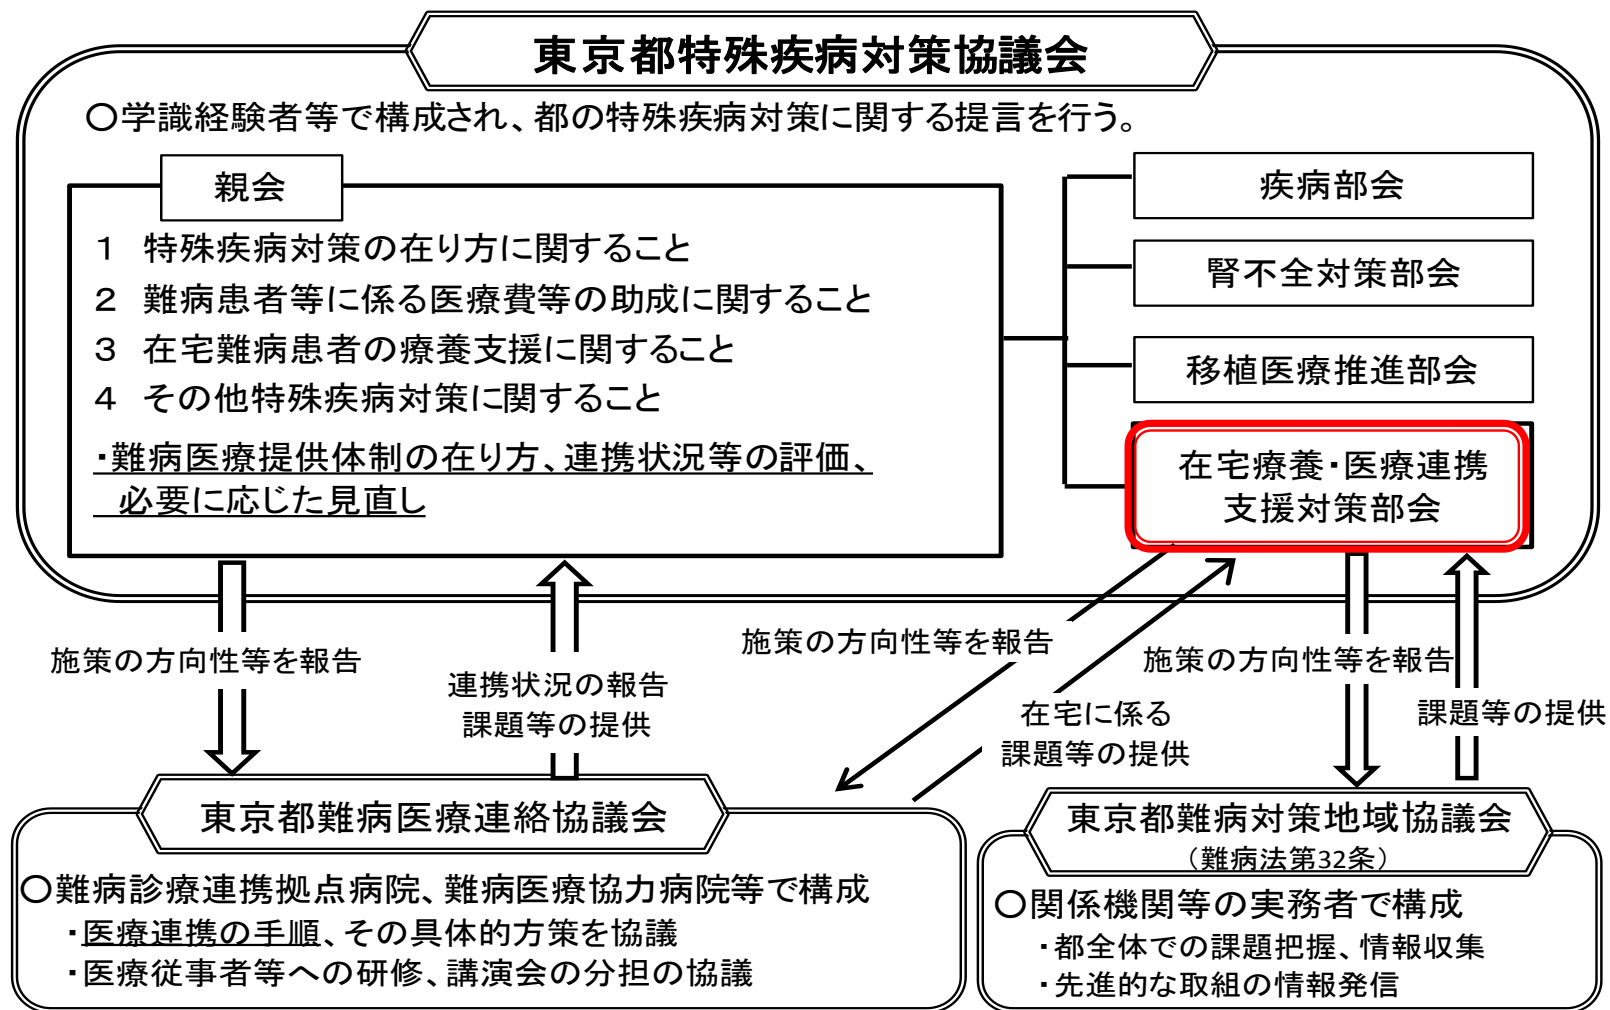 東京都特殊疾病対策協議会
〇学識経験者等で構成され、都の特殊疾病対策に関する提言を行う。
親会
１　特殊疾病対策の在り方に関すること
２　難病患者等に係る医療費等の助成に関すること
３　在宅難病患者の療養支援に関すること
４　その他特殊疾病対策に関すること
・難病医療提供体制の在り方、連携状況等の評価、
必要に応じた見直し
疾病部会
腎不全対策部会
移植医療推進部会
在宅療養・医療連携
支援対策部会
施策の方向性等を報告
連携状況の報告
課題等の提供
施策の方向性等を報告
在宅に係る
課題等の提供
施策の方向性等を報告
課題等の提供
東京都難病医療連絡協議会
〇難病診療連携拠点病院、難病医療協力病院等で構成
・医療連携の手順、その具体的方策を協議
・医療従事者等への研修、講演会の分担の協議
東京都難病対策地域協議会
（難病法第32条）
〇関係機関等の実務者で構成
・都全体での課題把握、情報収集
・先進的な取組の情報発信